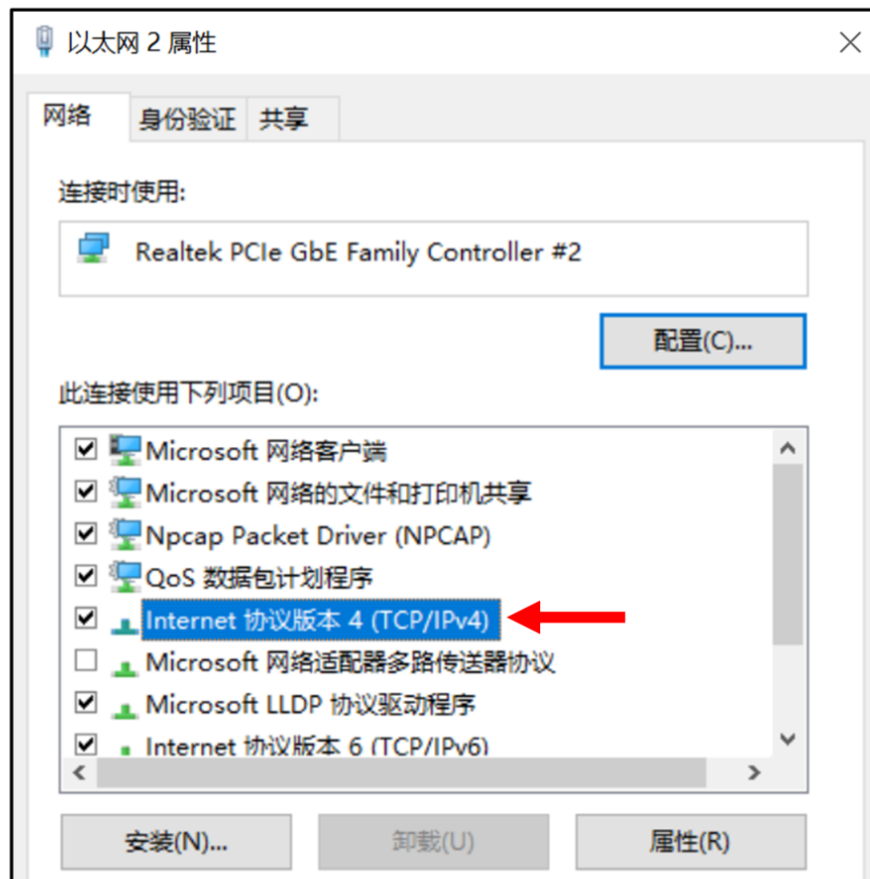 以太网 2 属性
网络 身份验证 共享
连接时使用:
Realtek PCIe GbE Family Controller #2
配置(C)...
此连接使用下列项目(O):
Microsoft 网络客户端
Microsoft 网络的文件和打印机共享
Npcap Packet Driver (NPCAP)
QoS 数据包计划程序
Internet 协议版本 4 (TCP/IPv4)
Microsoft 网络适配器多路传送器协议
Microsoft LLDP 协议驱动程序
Internet 协议版本 6 (TCP/IPv6)
安装(N)... 卸载(U) 属性(R)